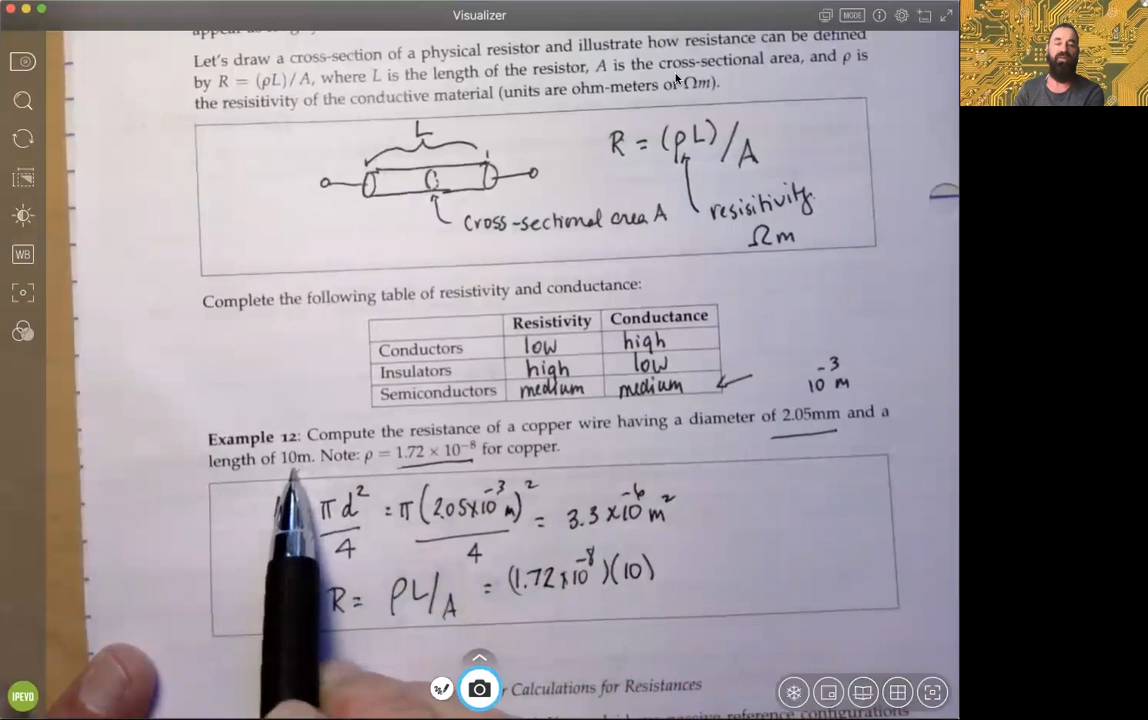 Visualizer
MODE
Let's draw a cross-section of a physical resistor and illustrate how resistance can be defined
by R = (ρL)/A, where L is the length of the resistor, A is the cross-sectional area, and ρ is
the resisitivity of the conductive material (units are ohm-meters or Ωm).
L
R = (ρL)/A
Cross-sectional area A
resisitivity
Ωm
Complete the following table of resistivity and conductance:
Resistivity Conductance
Conductors low high
Insulators high low
Semiconductors medium medium
10⁻³ m
Example 12: Compute the resistance of a copper wire having a diameter of 2.05mm and a
length of 10m. Note: ρ = 1.72 × 10⁻⁸ for copper.
πd²/4 = π(2.05×10⁻³ m)²/4 = 3.3×10⁻⁶ m²
R = ρL/A = (1.72×10⁻⁸)(10)
Calculations for Resistances
WB
IPEVO